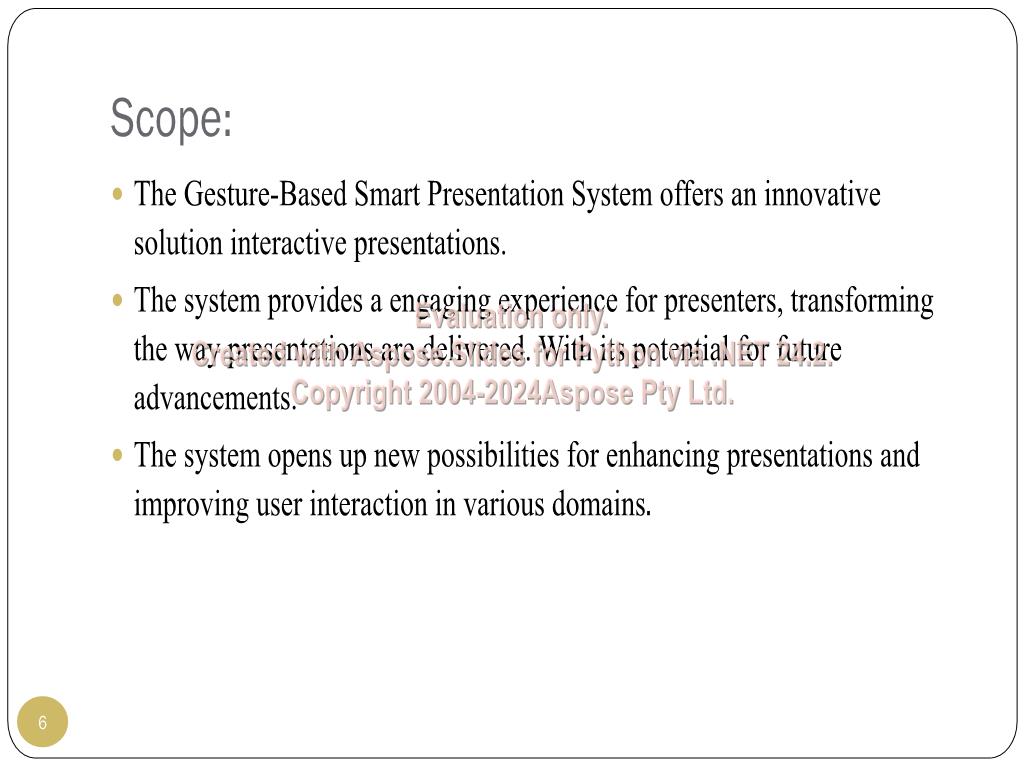 Scope:
The Gesture-Based Smart Presentation System offers an innovative
solution interactive presentations.
The system provides a engaging experience for presenters, transforming
Evaluation only.
the way presentations are delivered. With its potential for future
Created with Aspose.Slides for Python via .NET 24.2.
advancements.
Copyright 2004-2024Aspose Pty Ltd.
The system opens up new possibilities for enhancing presentations and
improving user interaction in various domains.
6